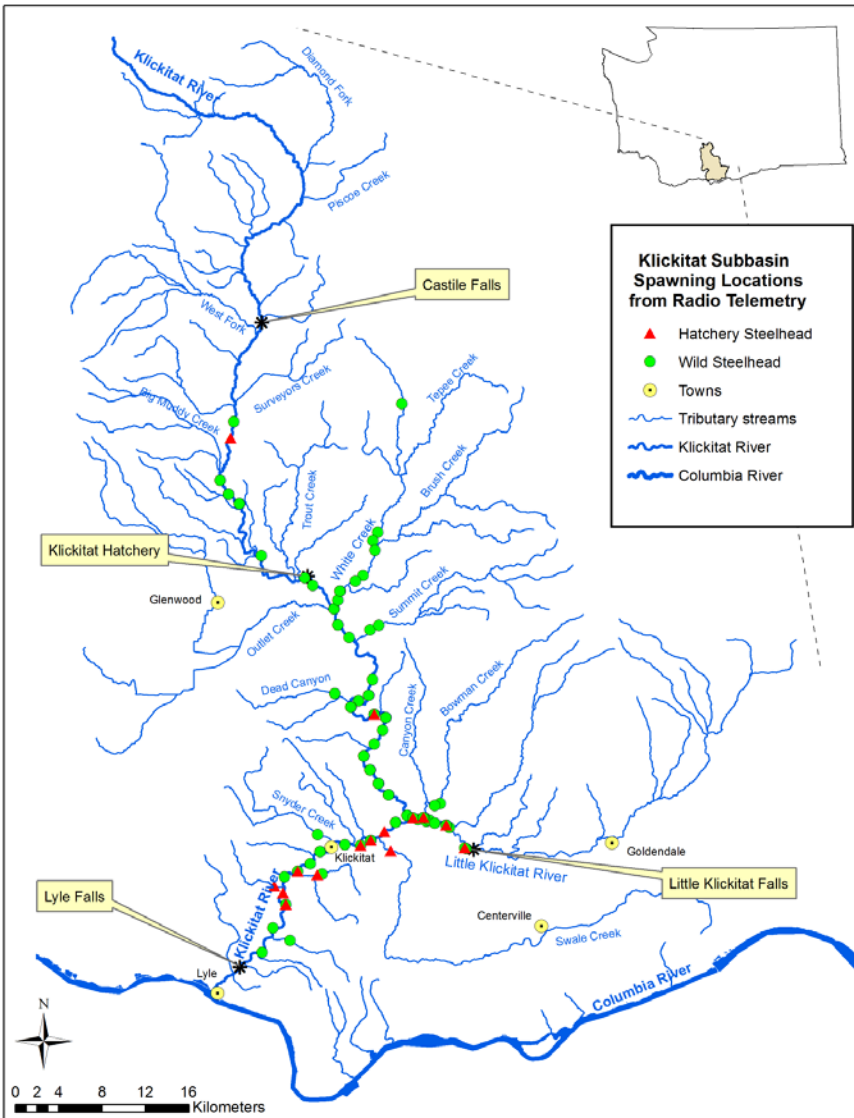 Klickitat River
Diamond Fork
Piscoe Creek
Castile Falls
West Fork
Klickitat Subbasin
Spawning Locations
from Radio Telemetry
Hatchery Steelhead
Wild Steelhead
Towns
Tributary streams
Klickitat River
Columbia River
Surveyors Creek
Big Muddy Creek
Tepee Creek
Brush Creek
Trout Creek
Klickitat Hatchery
White Creek
Glenwood
Summit Creek
Outlet Creek
Dead Canyon
Canyon Creek
Bowman Creek
Snyder Creek
Klickitat
Goldendale
Little Klickitat River
Little Klickitat Falls
Lyle Falls
Klickitat River
Centerville
Swale Creek
Lyle
Columbia River
N
0 2 4 8 12 16
Kilometers